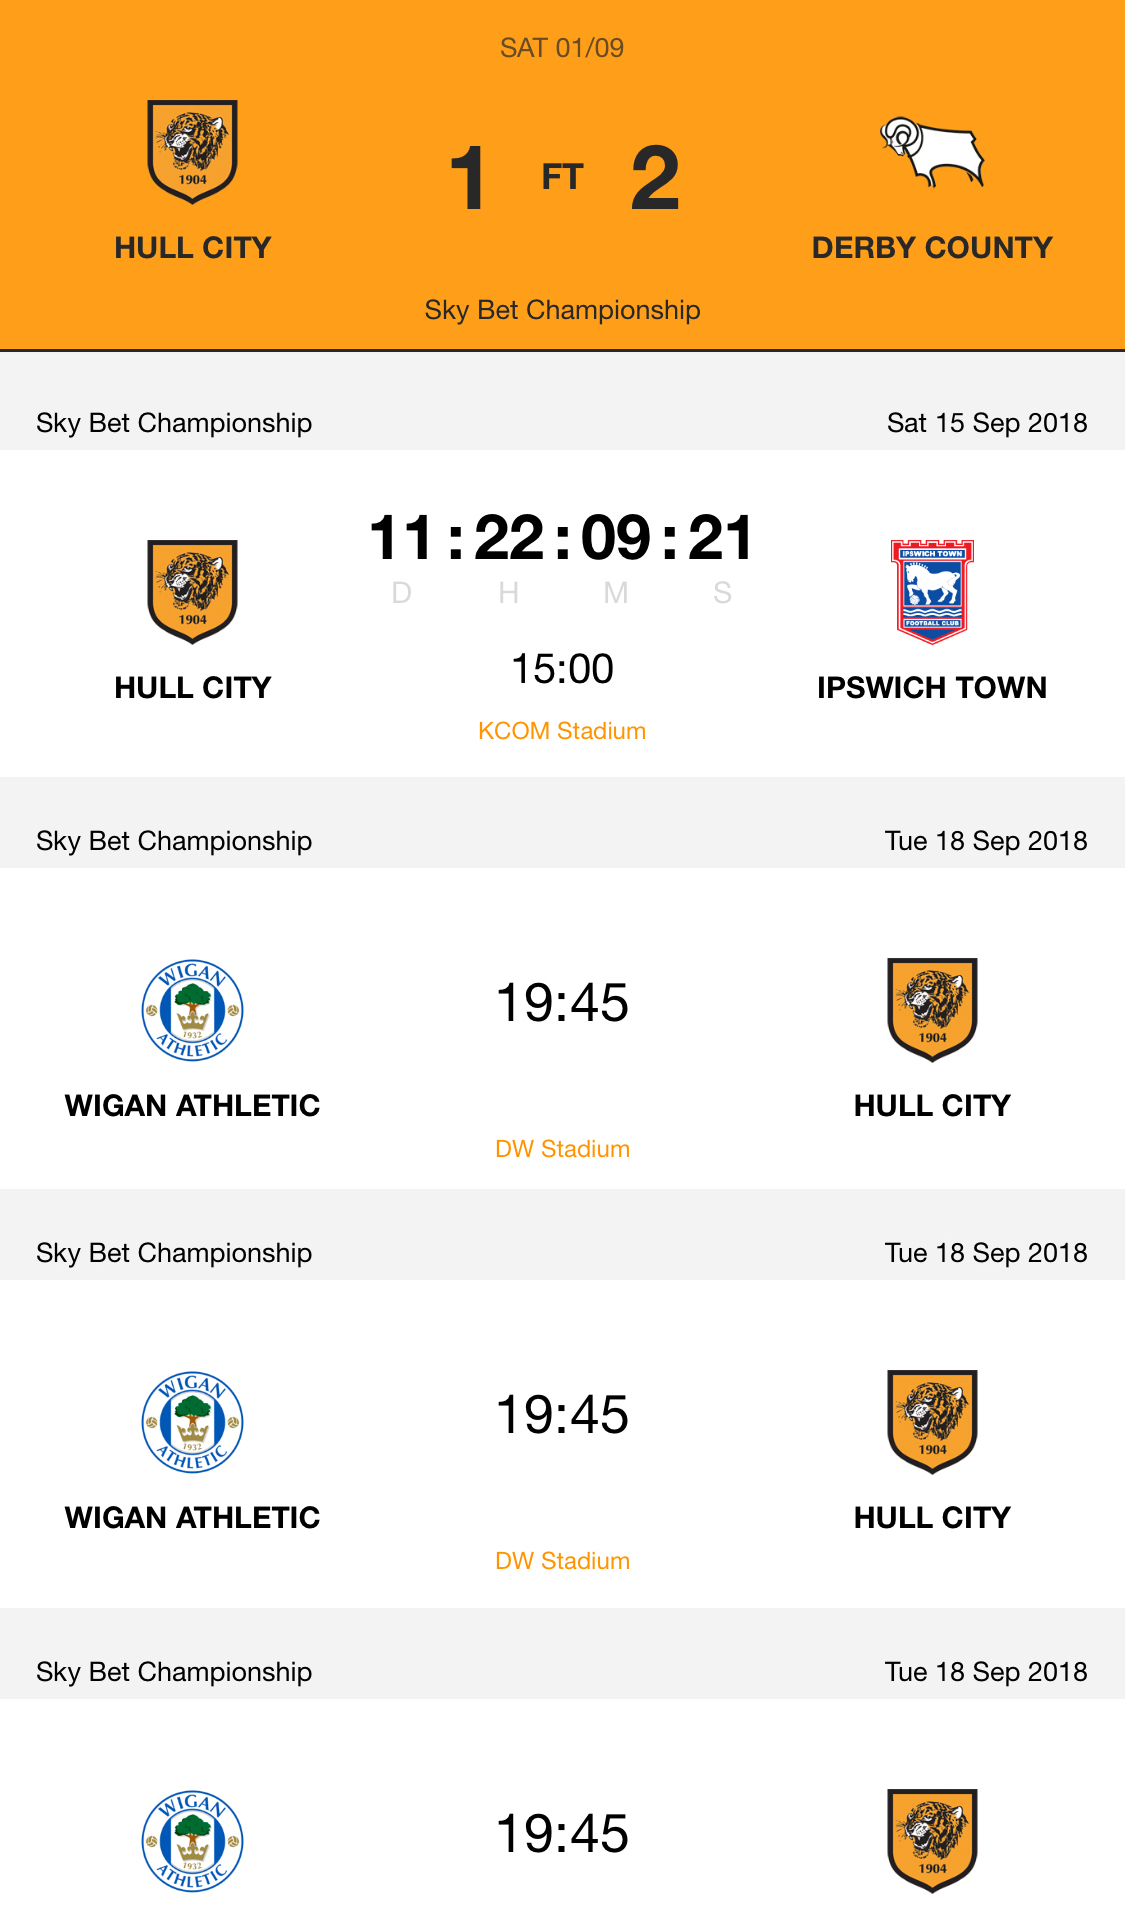 SAT 01/09
1904
1 FT 2
HULL CITY
DERBY COUNTY
Sky Bet Championship
Sky Bet Championship
Sat 15 Sep 2018
11 : 22 : 09 : 21
D H M S
1904
IPSWICH TOWN
FOOTBALL CLUB
15:00
HULL CITY
IPSWICH TOWN
KCOM Stadium
Sky Bet Championship
Tue 18 Sep 2018
WIGAN
1932
ATHLETIC
19:45
1904
WIGAN ATHLETIC
HULL CITY
DW Stadium
Sky Bet Championship
Tue 18 Sep 2018
WIGAN
1932
ATHLETIC
19:45
1904
WIGAN ATHLETIC
HULL CITY
DW Stadium
Sky Bet Championship
Tue 18 Sep 2018
WIGAN
1932
ATHLETIC
19:45
1904